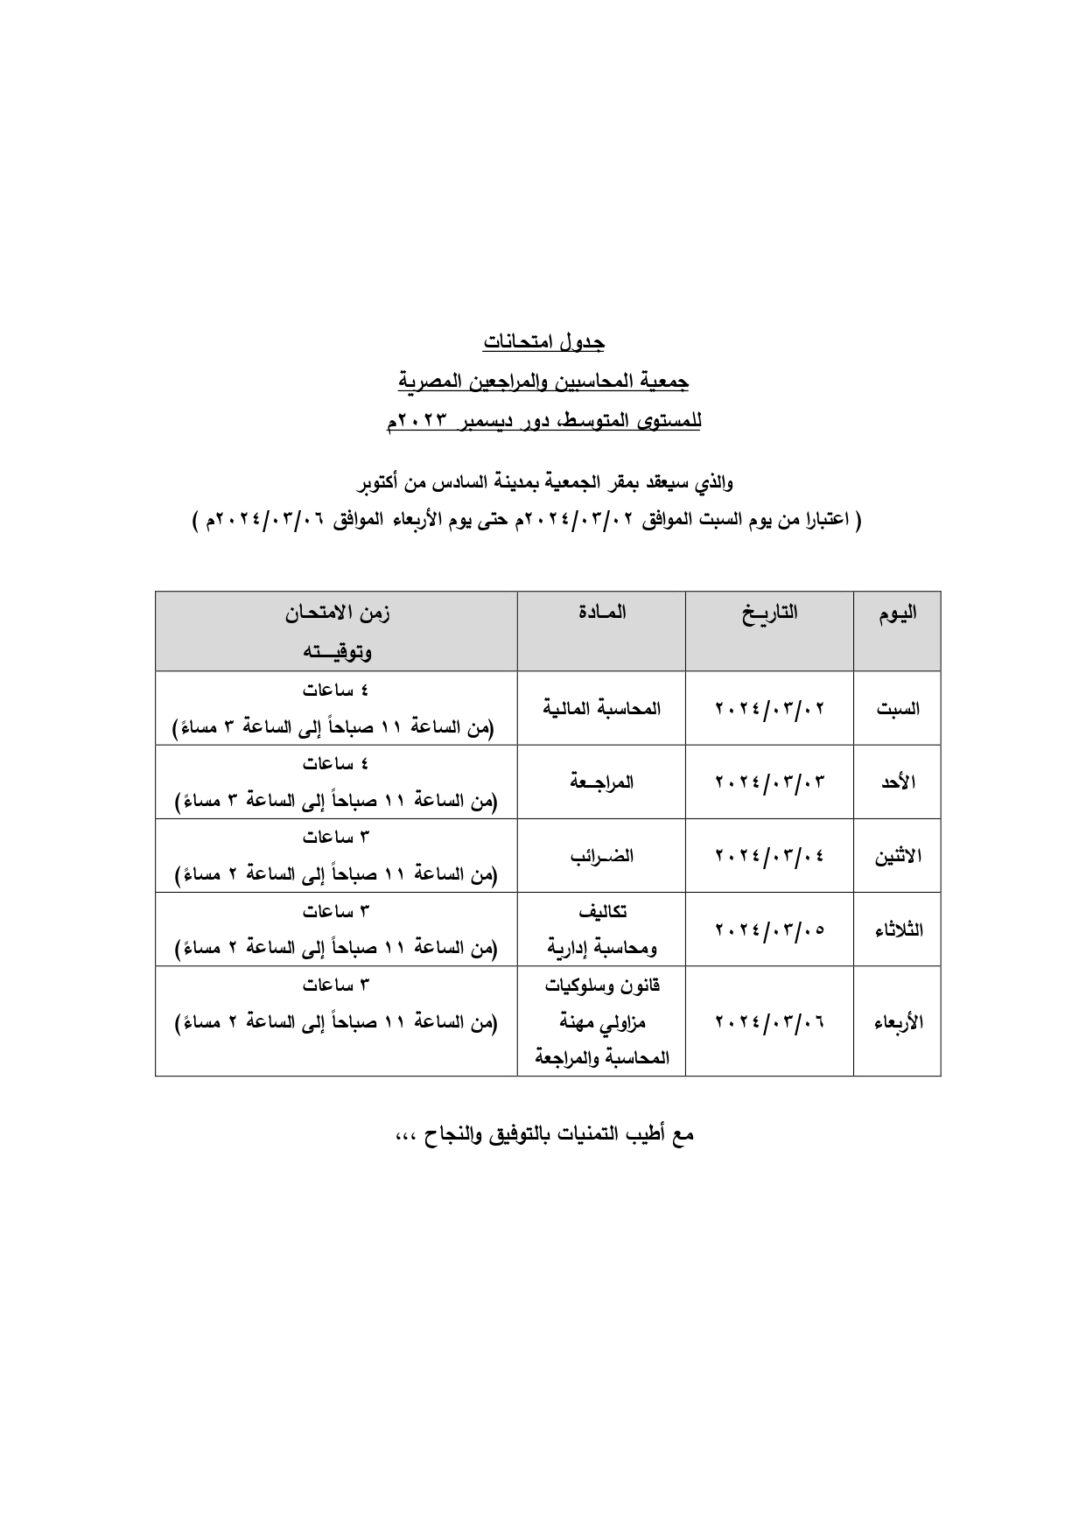 جدول امتحانات
جمعية المحاسبين والمراجعين المصرية
للمستوى المتوسط، دور ديسمبر ٢٠٢٣م
والذي سيعقد بمقر الجمعية بمدينة السادس من أكتوبر
( اعتبارا من يوم السبت الموافق ٢٠٢٤/٠٣/٠٢م حتى يوم الأربعاء الموافق ٢٠٢٤/٠٣/٠٦م )
اليوم التاريـخ المـادة زمن الامتحـان
وتوقيـــته
السبت ٢٠٢٤/٠٣/٠٢ المحاسبة المالية ٤ ساعات
(من الساعة ١١ صباحاً إلى الساعة ٣ مساءً)
الأحد ٢٠٢٤/٠٣/٠٣ المراجـعة ٤ ساعات
(من الساعة ١١ صباحاً إلى الساعة ٣ مساءً)
الاثنين ٢٠٢٤/٠٣/٠٤ الضـرائب ٣ ساعات
(من الساعة ١١ صباحاً إلى الساعة ٢ مساءً)
الثلاثاء ٢٠٢٤/٠٣/٠٥ تكاليف
ومحاسبة إدارية
٣ ساعات
(من الساعة ١١ صباحاً إلى الساعة ٢ مساءً)
الأربعاء ٢٠٢٤/٠٣/٠٦ قانون وسلوكيات
مزاولي مهنة
المحاسبة والمراجعة
٣ ساعات
(من الساعة ١١ صباحاً إلى الساعة ٢ مساءً)
مع أطيب التمنيات بالتوفيق والنجاح ،،،